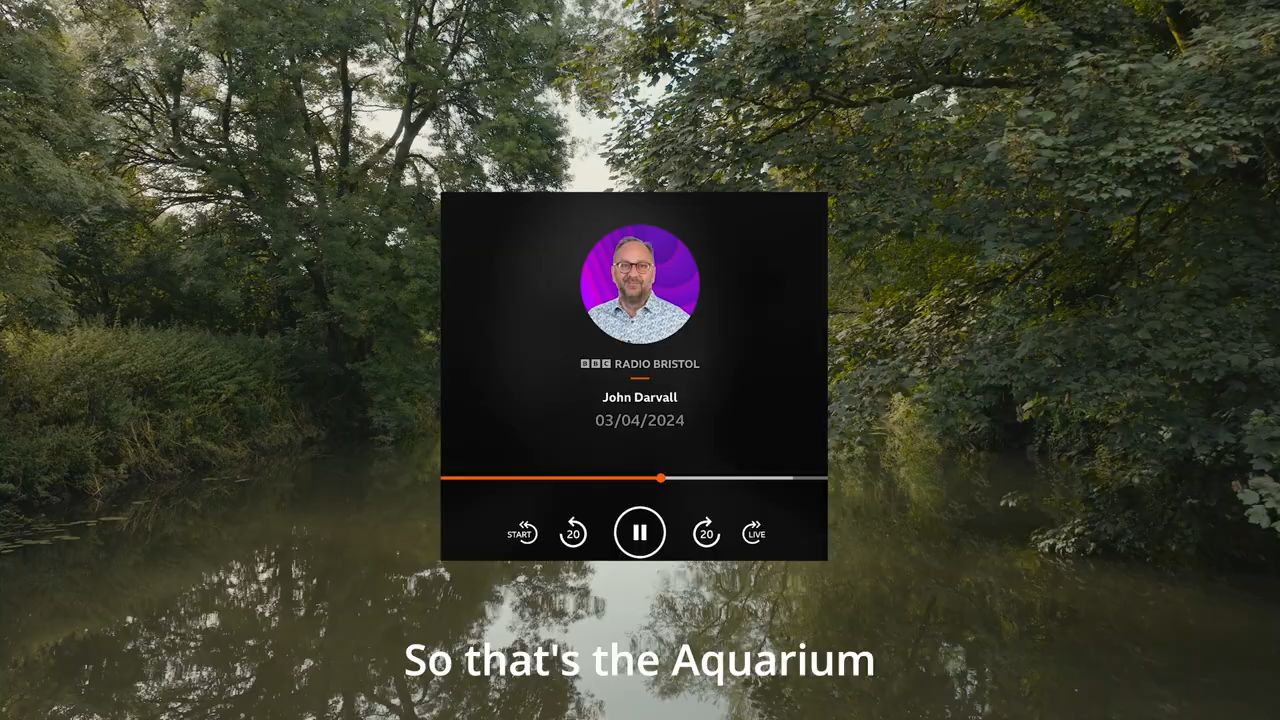 BBC RADIO BRISTOL
John Darvall
03/04/2024
START
20
20
LIVE
So that's the Aquarium